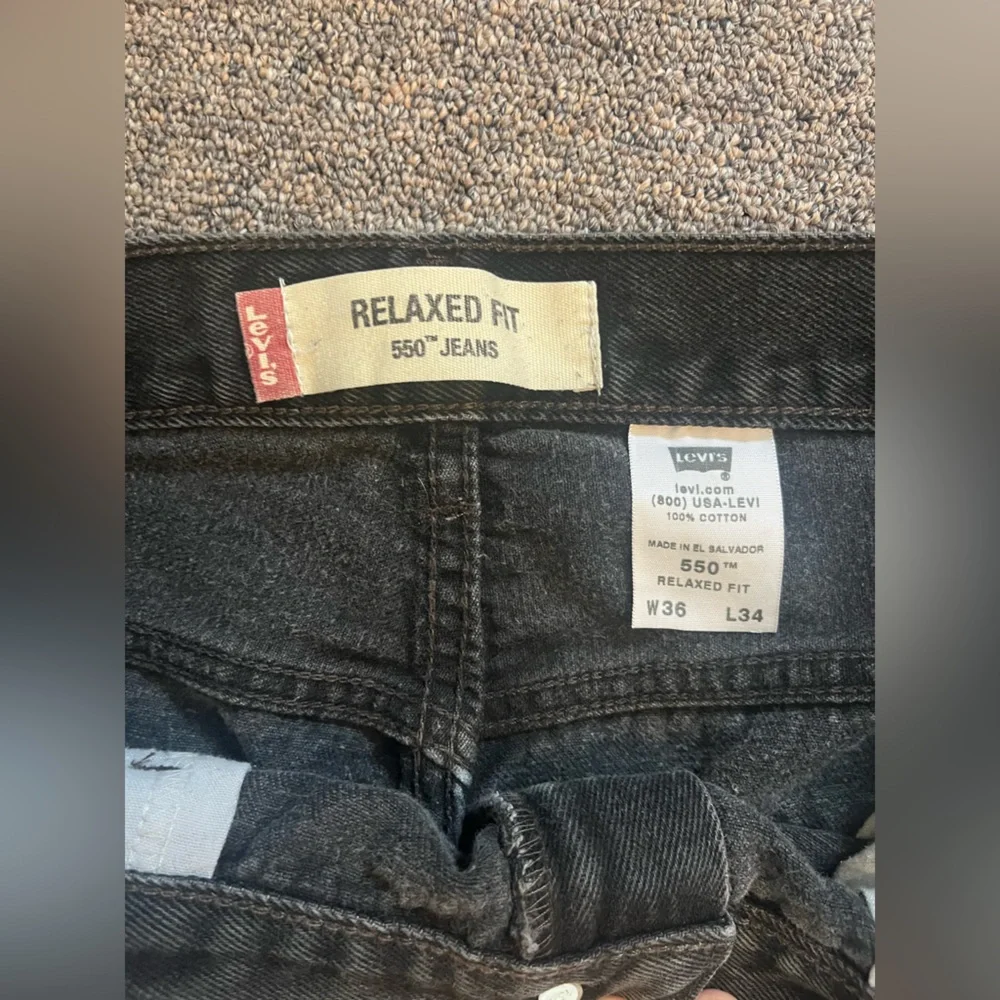 Levi's
RELAXED FIT
550™ JEANS
LEVI'S
®
levi.com
(800) USA-LEVI
100% COTTON
MADE IN EL SALVADOR
550™
RELAXED FIT
W36 L34